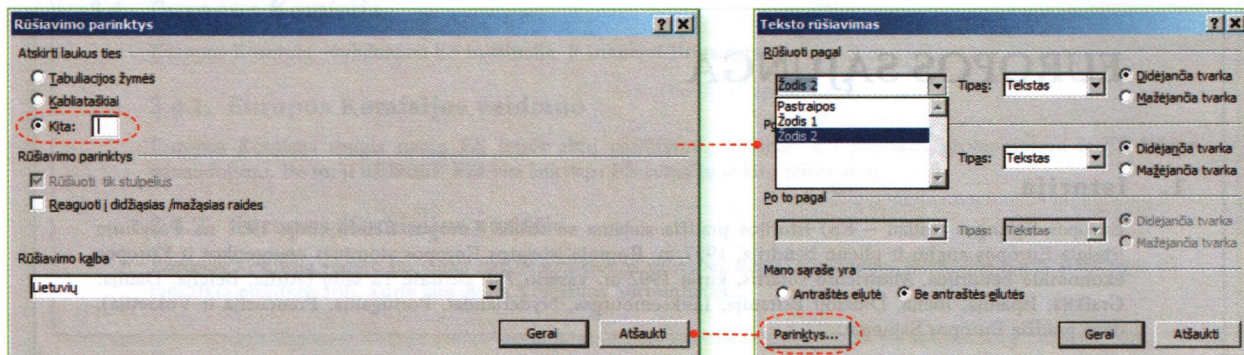 Rūšiavimo parinktys
Atskirti laukus ties
Tabuliacijos žymės
Kabliataškiai
Kita:
Rūšiavimo parinktys
Rūšiuoti tik stulpelius
Reaguoti į didžiąsias /mažąsias raides
Rūšiavimo kalba
Lietuvių
Gerai Atšaukti
Teksto rūšiavimas
Rūšiuoti pagal
Žodis 2 Tipas: Tekstas Didėjančia tvarka
Mažėjančia tvarka
Pastraipos
Žodis 1
Žodis 2
Tipas: Tekstas Didėjančia tvarka
Mažėjančia tvarka
Po to pagal
Tipas: Tekstas Didėjančia tvarka
Mažėjančia tvarka
Mano sąraše yra
Antraštės eilutė Be antraštės eilutės
Parinktys... Gerai Atšaukti